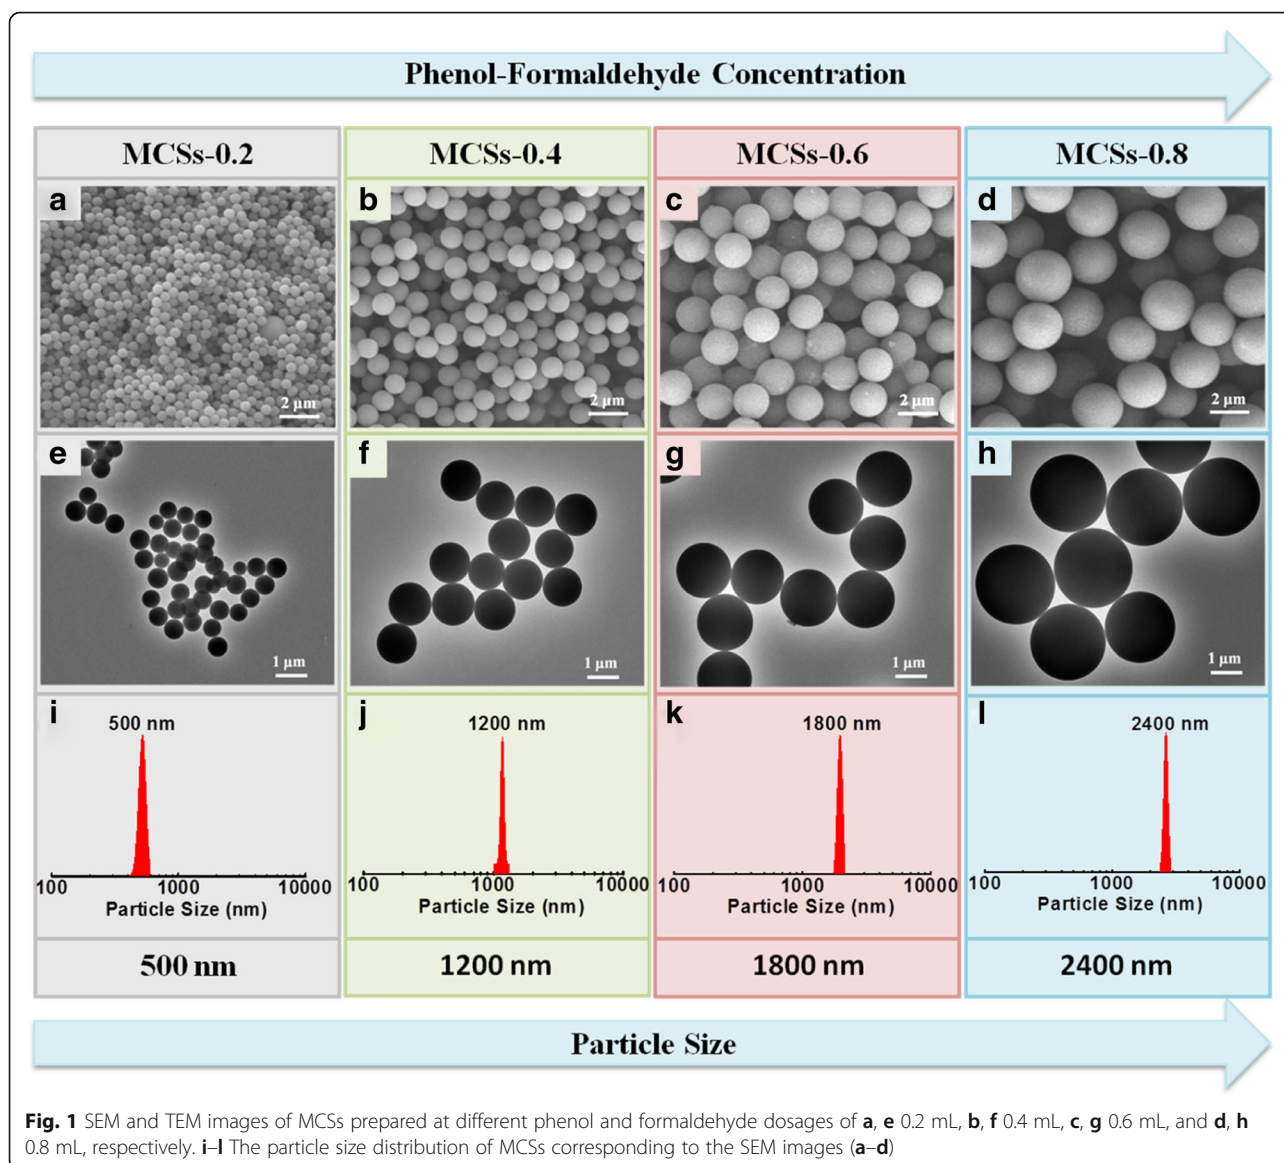 Phenol-Formaldehyde Concentration
MCSs-0.2
MCSs-0.4
MCSs-0.6
MCSs-0.8
a
2 µm
b
2 µm
c
2 µm
d
2 µm
e
1 µm
f
1 µm
g
1 µm
h
1 µm
i
500 nm
100 1000 10000
Particle Size (nm)
j
1200 nm
100 1000 10000
Particle Size (nm)
k
1800 nm
100 1000 10000
Particle Size (nm)
l
2400 nm
100 1000 10000
Particle Size (nm)
500 nm
1200 nm
1800 nm
2400 nm
Particle Size
Fig. 1 SEM and TEM images of MCSs prepared at different phenol and formaldehyde dosages of a, e 0.2 mL, b, f 0.4 mL, c, g 0.6 mL, and d, h
0.8 mL, respectively. i–l The particle size distribution of MCSs corresponding to the SEM images (a–d)